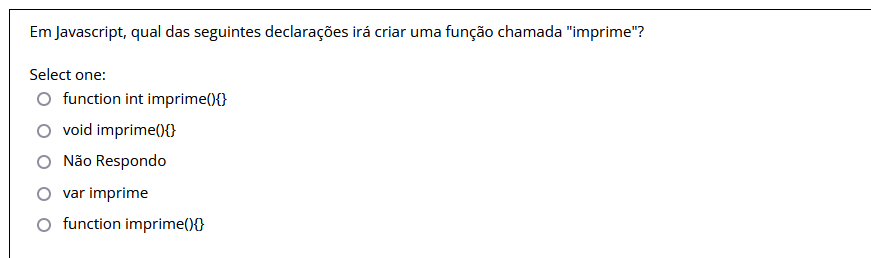 Em Javascript, qual das seguintes declarações irá criar uma função chamada "imprime"?
Select one:
function int imprime(){}
void imprime(){}
Não Respondo
var imprime
function imprime(){}